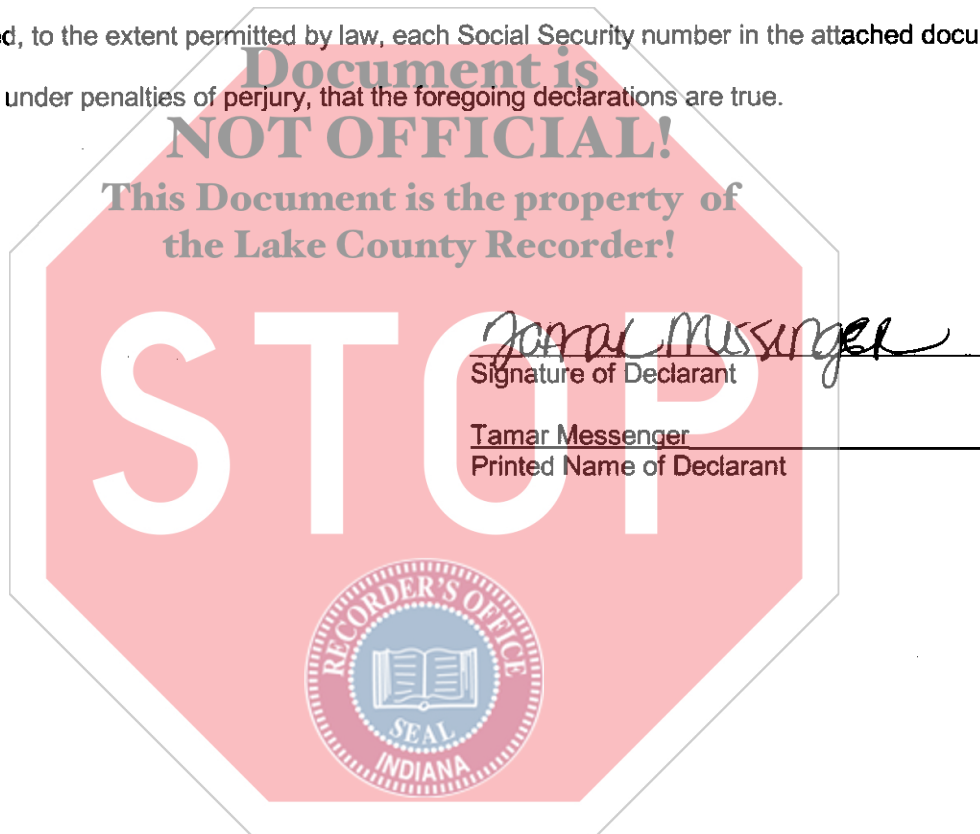 ed, to the extent permitted by law, each Social Security number in the attached docu
Document is
under penalties of perjury, that the foregoing declarations are true.
NOT OFFICIAL!
This Document is the property of
the Lake County Recorder!
STOP
Tamar Messenger
Signature of Declarant
Tamar Messenger
Printed Name of Declarant
RECORDER'S OFFICE
SEAL
INDIANA